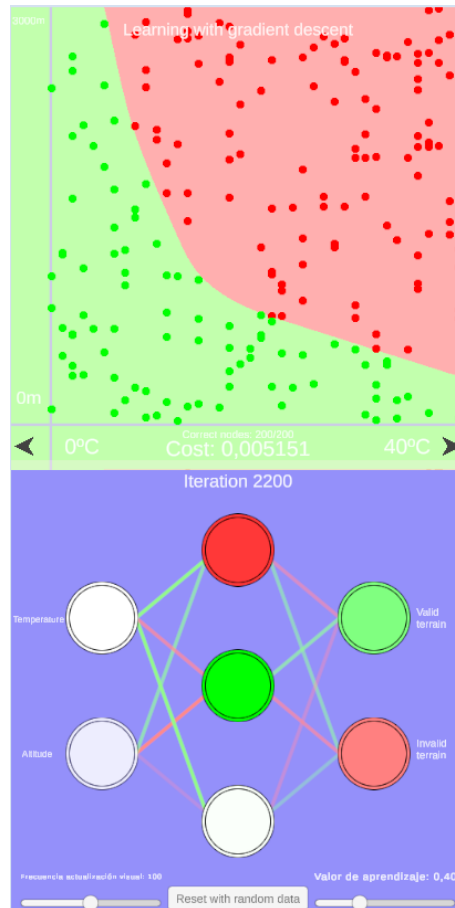 3000m
Learning with gradient descent
0m
Correct nodes: 200/200
0ºC
Cost: 0,005151
40ºC
Iteration 2200
Temperature
Valid
terrain
Altitude
Invalid
terrain
Frecuencia actualización visual: 100
Valor de aprendizaje: 0,40
Reset with random data